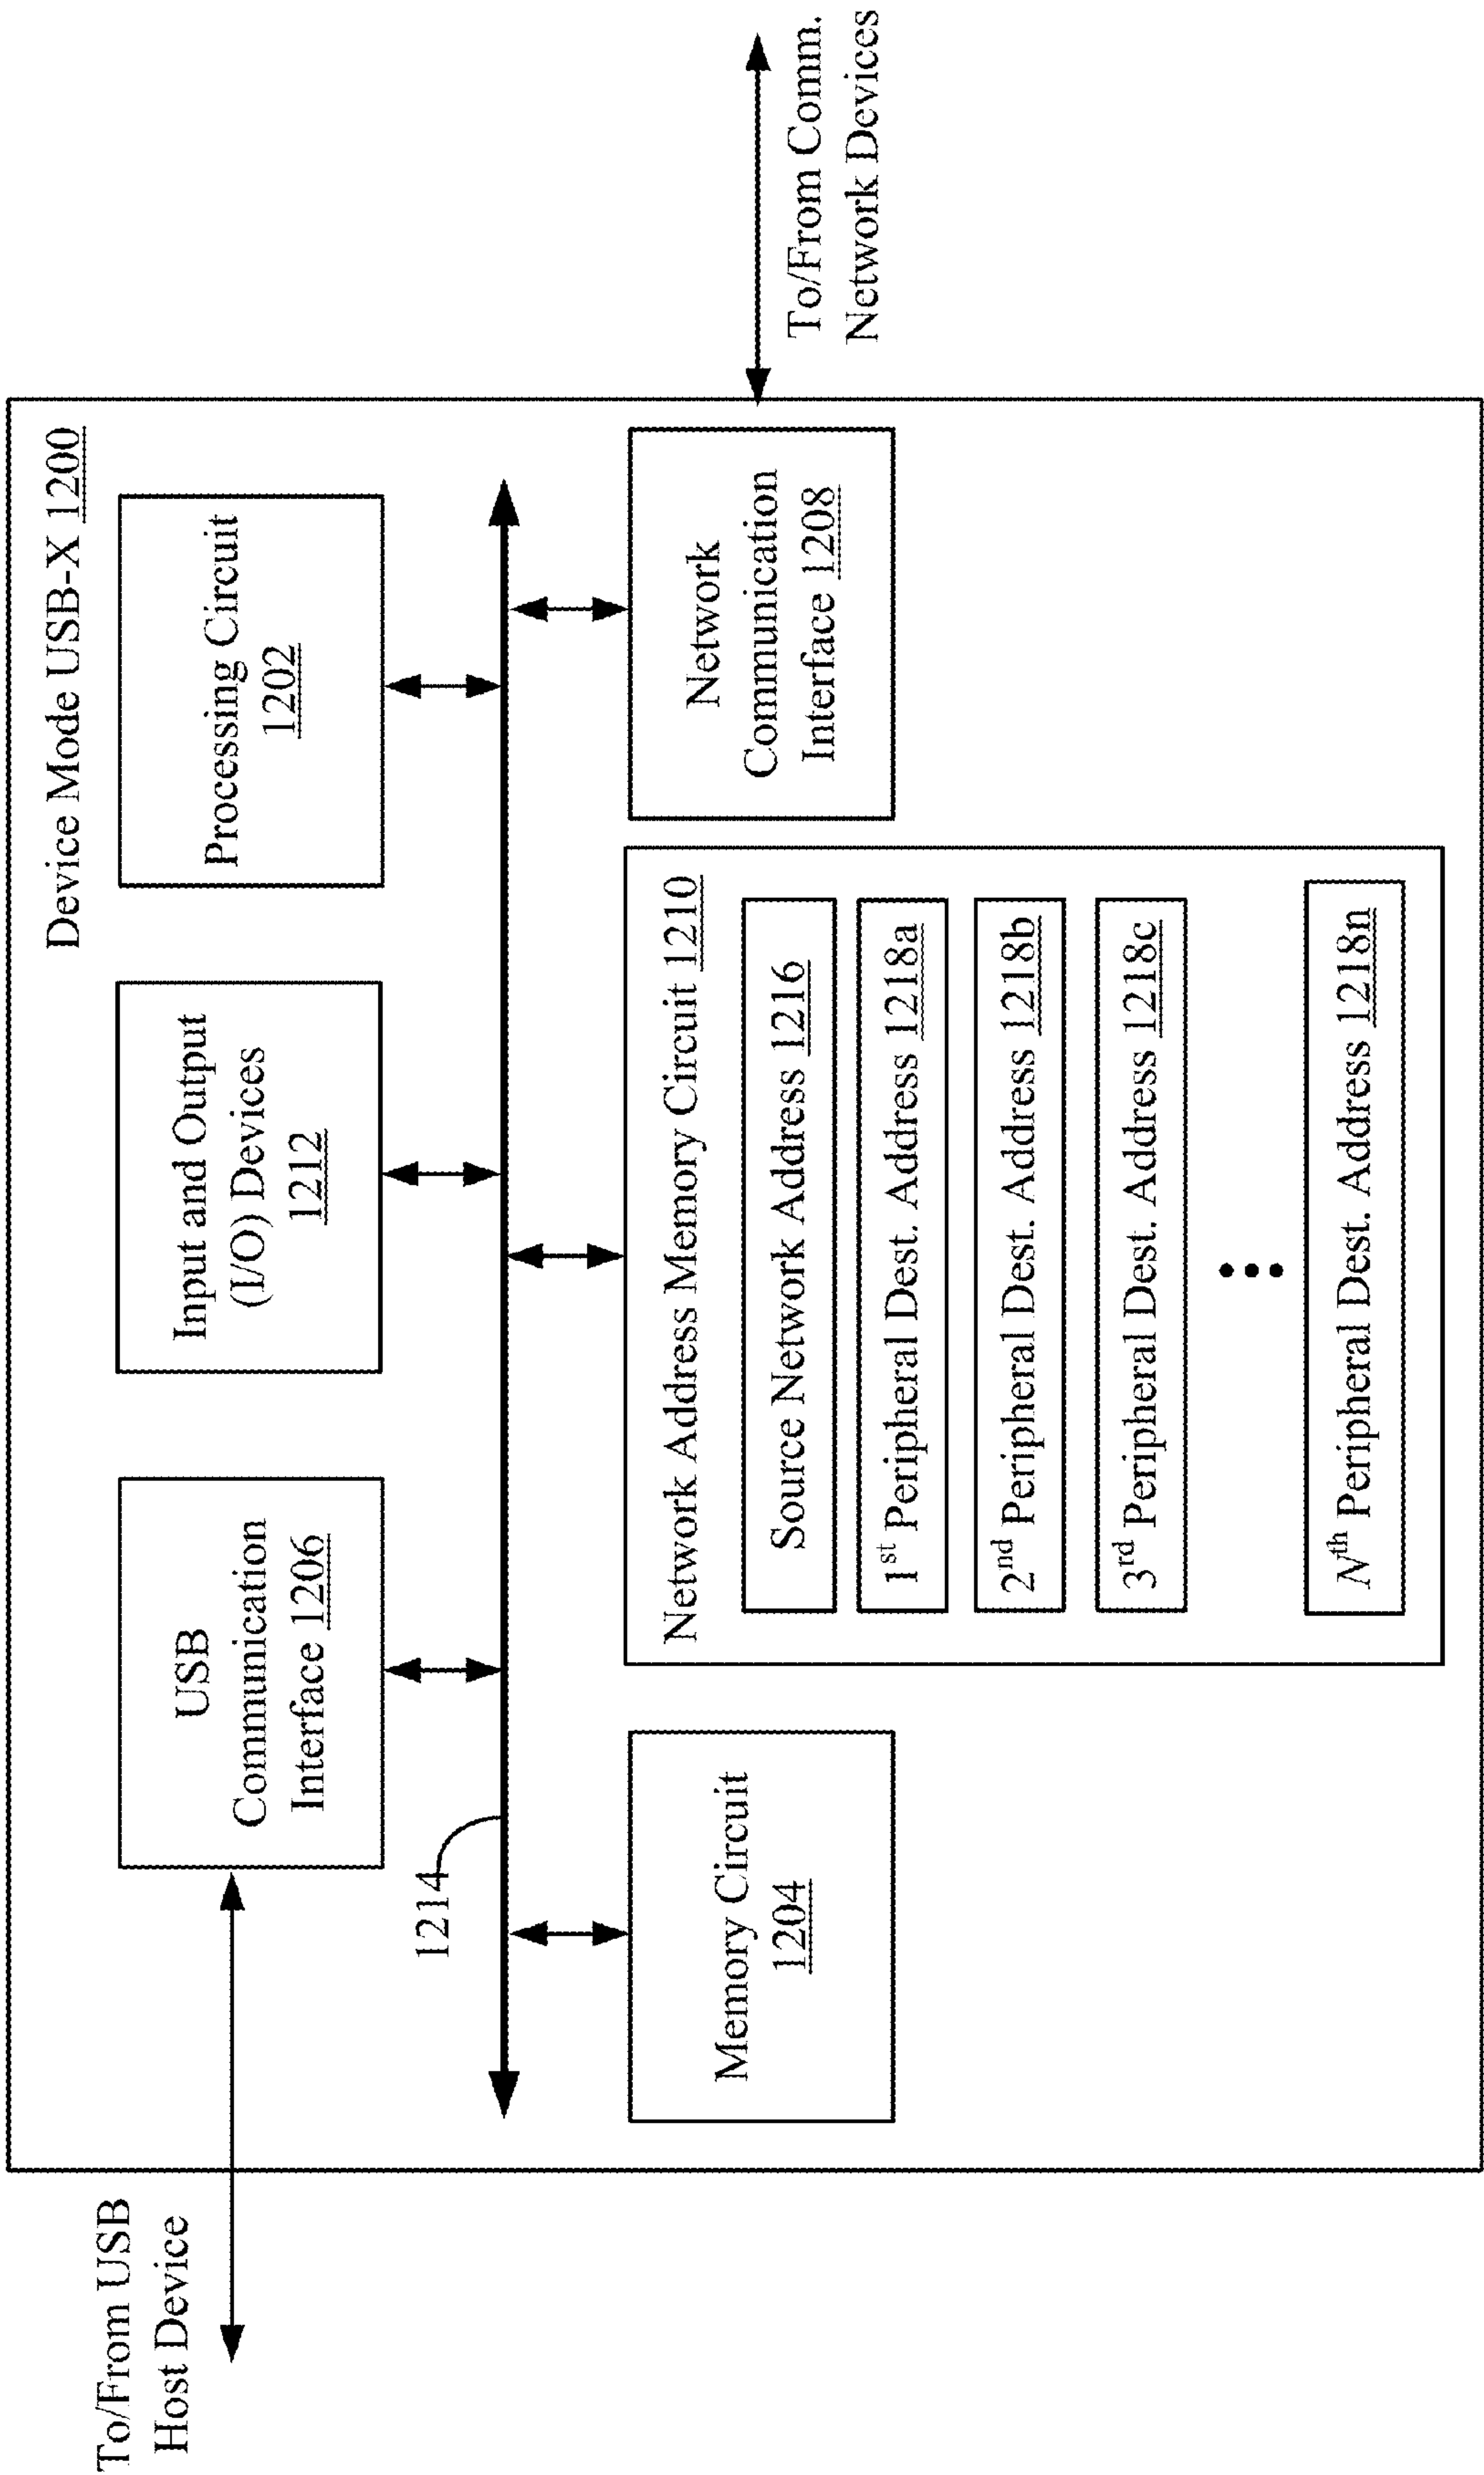 Device Mode USB-X 1200
To/From USB
Host Device
USB
Communication
Interface 1206
Input and Output
(I/O) Devices
1212
Processing Circuit
1202
1214
Memory Circuit
1204
Network Address Memory Circuit 1210
Source Network Address 1216
1st Peripheral Dest. Address 1218a
2nd Peripheral Dest. Address 1218b
3rd Peripheral Dest. Address 1218c
Nth Peripheral Dest. Address 1218n
Network
Communication
Interface 1208
To/From Comm.
Network Devices